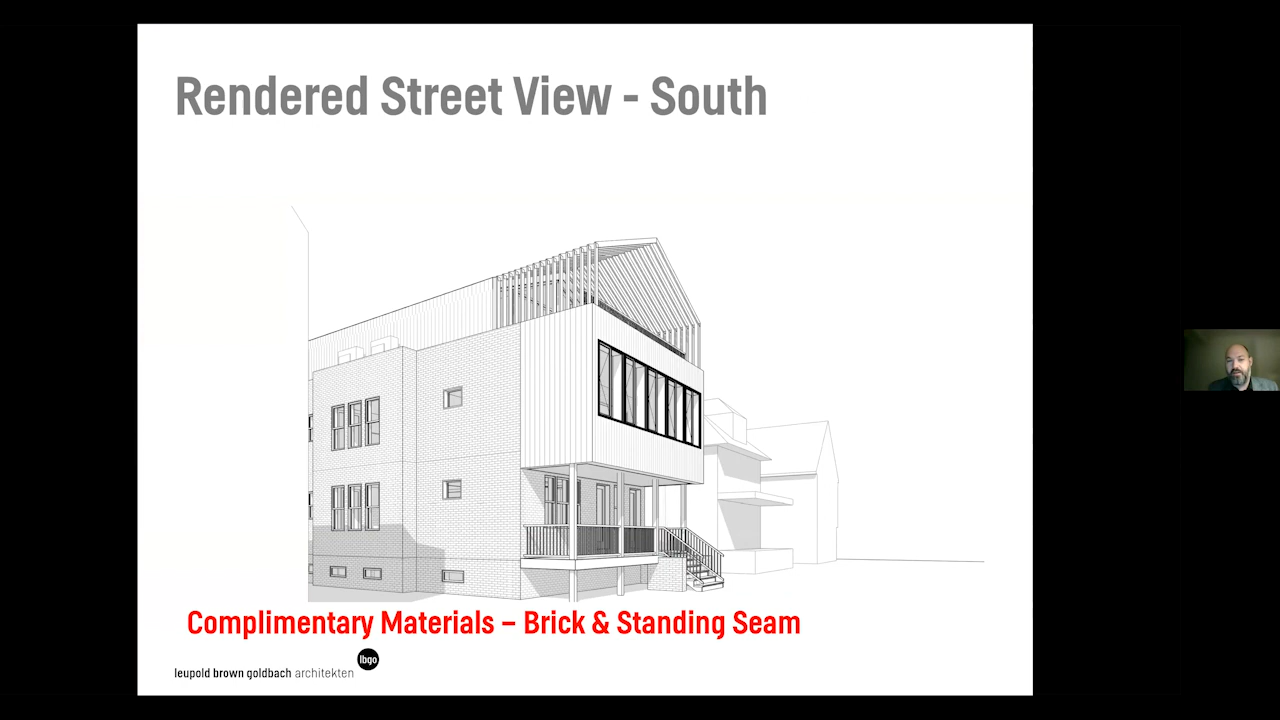 Rendered Street View - South
Complimentary Materials – Brick & Standing Seam
lbgo
leupold brown goldbach architekten